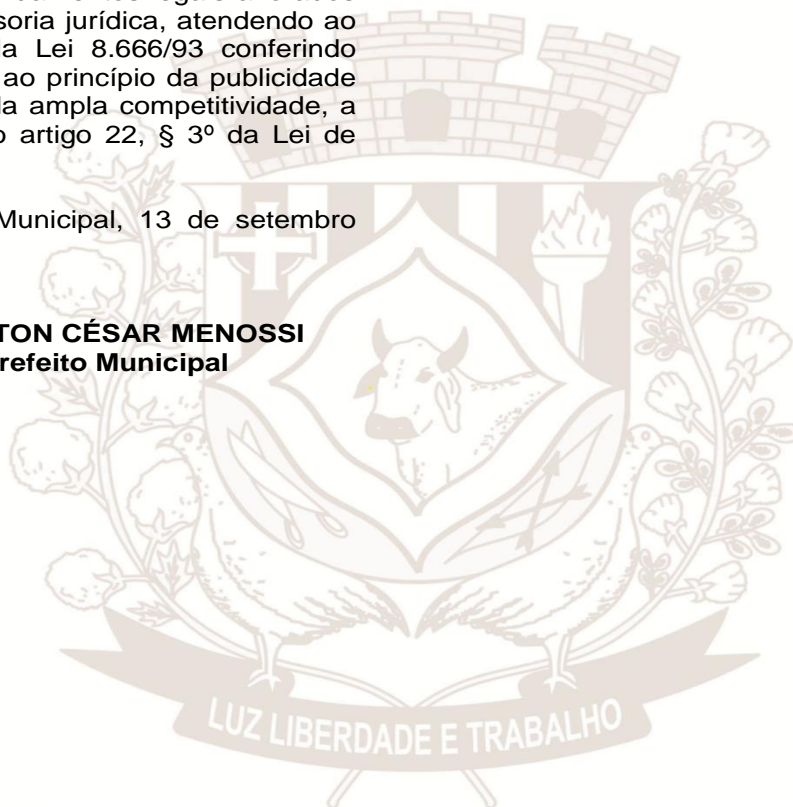 soria jurídica, atendendo ao
a Lei 8.666/93 conferindo
ao princípio da publicidade
da ampla competitividade, a
o artigo 22, § 3º da Lei de
Municipal, 13 de setembro
TON CÉSAR MENOSSI
refeito Municipal
LUZ LIBERDADE E TRABALHO